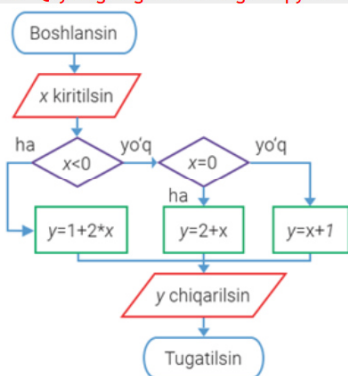 Boshlansin
x kiritilsin
ha
yo'q
yo'q
x<0
x=0
ha
y=1+2*x
y=2+x
y=x+1
y chiqarilsin
Tugatilsin